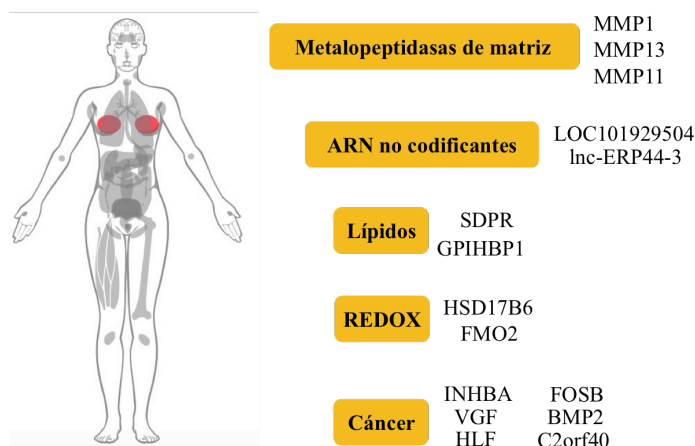 Metalopeptidasas de matriz
MMP1
MMP13
MMP11
ARN no codificantes
LOC101929504
lnc-ERP44-3
Lípidos
SDPR
GPIHBP1
REDOX
HSD17B6
FMO2
Cáncer
INHBA FOSB
VGF BMP2
HLF C2orf40